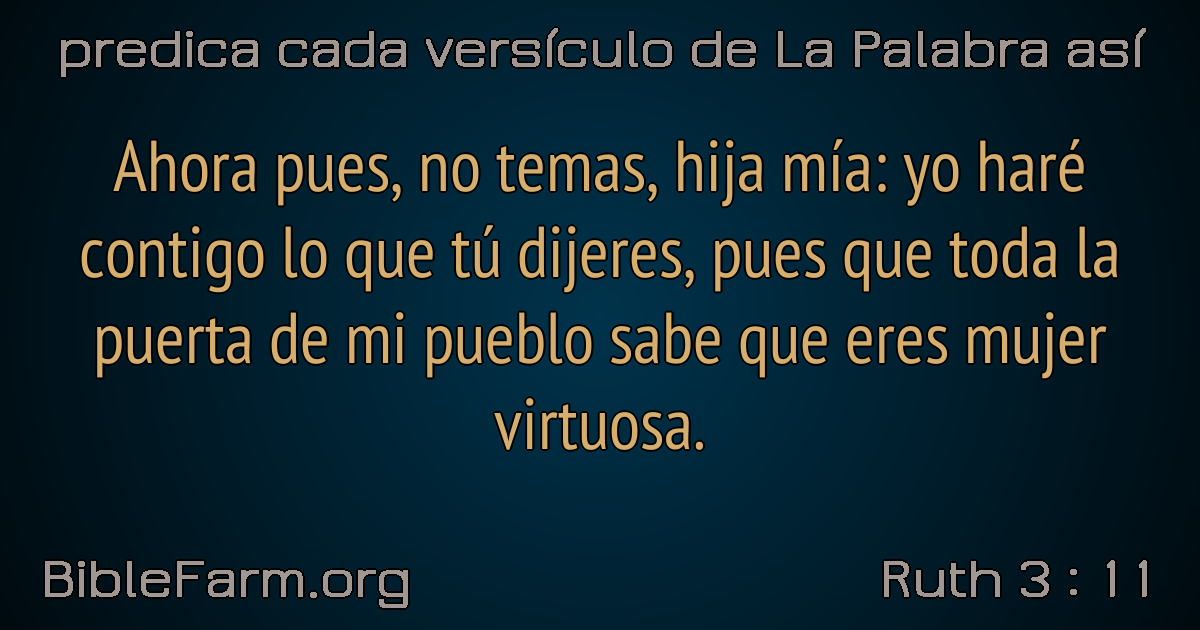 predica cada versículo de La Palabra así
Ahora pues, no temas, hija mía: yo haré
contigo lo que tú dijeres, pues que toda la
puerta de mi pueblo sabe que eres mujer
virtuosa.
BibleFarm.org
Ruth 3 : 11